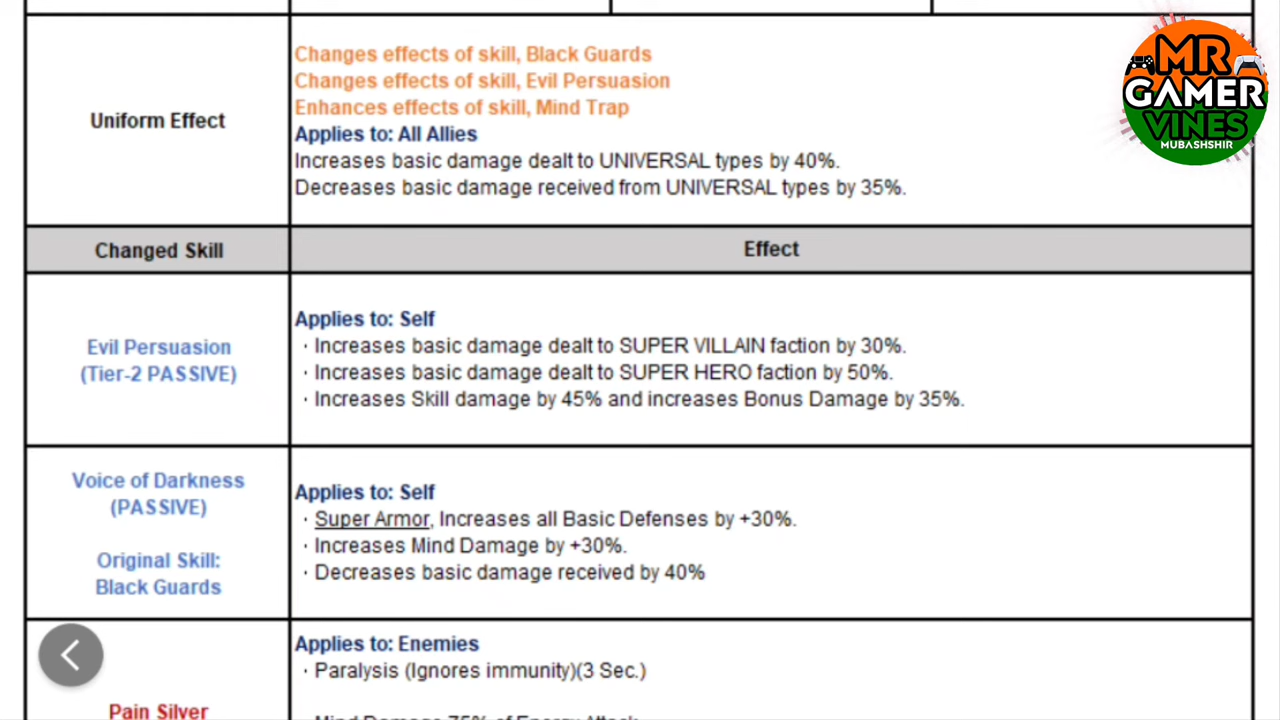 MR
GAMER
VINES
MUBASHSHIR
Uniform Effect
Changes effects of skill, Black Guards
Changes effects of skill, Evil Persuasion
Enhances effects of skill, Mind Trap
Applies to: All Allies
Increases basic damage dealt to UNIVERSAL types by 40%.
Decreases basic damage received from UNIVERSAL types by 35%.
Changed Skill
Effect
Evil Persuasion
(Tier-2 PASSIVE)
Applies to: Self
· Increases basic damage dealt to SUPER VILLAIN faction by 30%.
· Increases basic damage dealt to SUPER HERO faction by 50%.
· Increases Skill damage by 45% and increases Bonus Damage by 35%.
Voice of Darkness
(PASSIVE)
Original Skill:
Black Guards
Applies to: Self
· Super Armor, Increases all Basic Defenses by +30%.
· Increases Mind Damage by +30%.
· Decreases basic damage received by 40%
Pain Silver
Applies to: Enemies
· Paralysis (Ignores immunity)(3 Sec.)
· Mind Damage 75% of Energy Attack